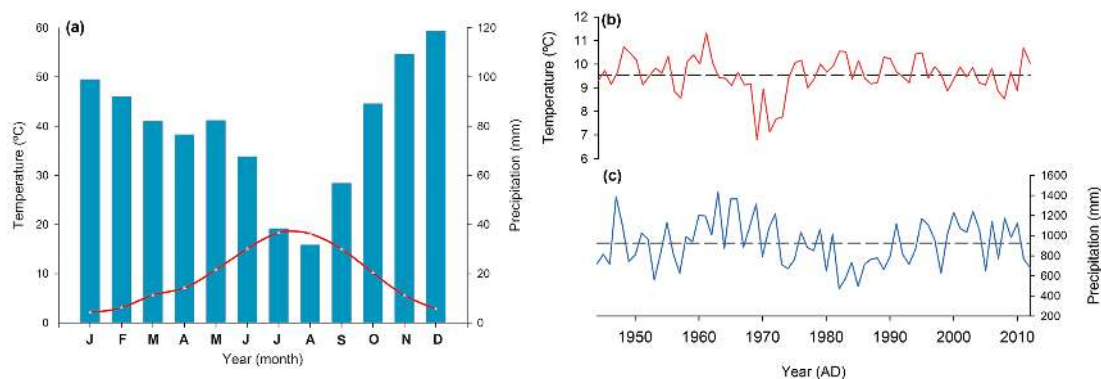 (a)
60
50
40
30
20
10
0
Temperature (ºC)
120
100
80
60
40
20
0
Precipitation (mm)
J F M A M J J A S O N D
Year (month)
(b)
12
11
10
9
8
7
6
Temperature (ºC)
(c)
1600
1400
1200
1000
800
600
400
200
Precipitation (mm)
1950 1960 1970 1980 1990 2000 2010
Year (AD)